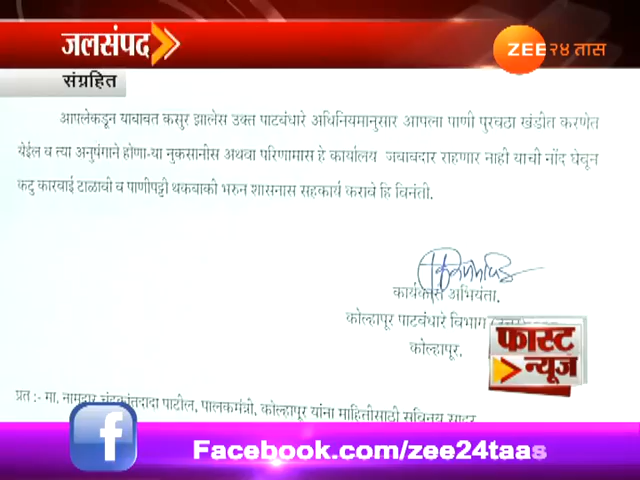 जलसंपद
ZEE २४ तास
संग्रहित
आपलेकडून याबाबत कसुर झालेस उक्त पाटबंधारे अधिनियमानुसार आपला पाणी पुरवठा खंडीत करणेत
येईल व त्या अनुषंगाने होणा-या नुकसानीस अथवा परिणामास हे कार्यालय जबाबदार राहणार नाही याची नोंद घेवून
कटु कारवाई टाळावी व पाणीपट्टी थकबाकी भरुन शासनास सहकार्य करावे हि विनंती.
कार्यकारी अभियंता,
कोल्हापूर पाटबंधारे विभाग
कोल्हापूर.
फास्ट
न्यूज
प्रत :- मा. नामदार चंद्रकांतदादा पाटील, पालकमंत्री, कोल्हापूर यांना माहितीसाठी सविनय सादर
f Facebook.com/zee24taas